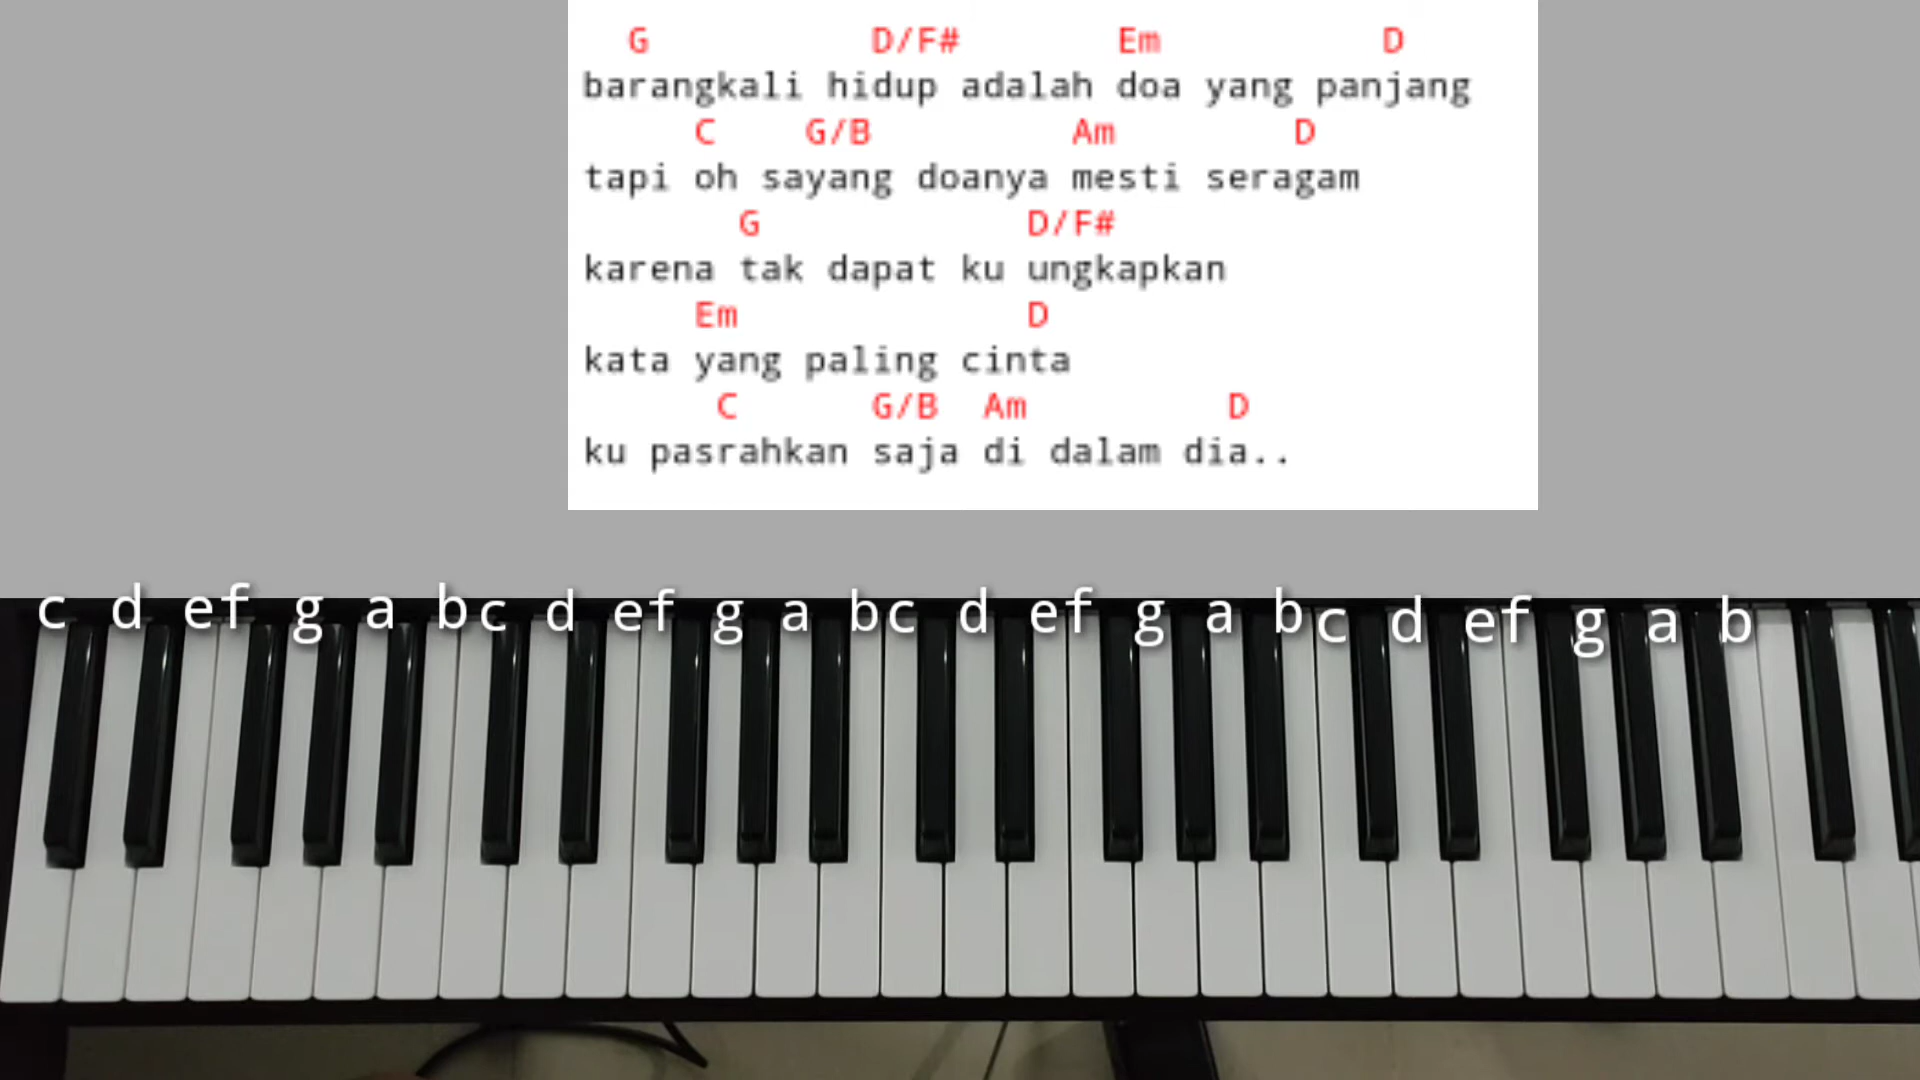 G D/F# Em D
barangkali hidup adalah doa yang panjang
C G/B Am D
tapi oh sayang doanya mesti seragam
G D/F#
karena tak dapat ku ungkapkan
Em D
kata yang paling cinta
C G/B Am D
ku pasrahkan saja di dalam dia..
c d ef g a bc d ef g a bc d ef g a bc d ef g a b